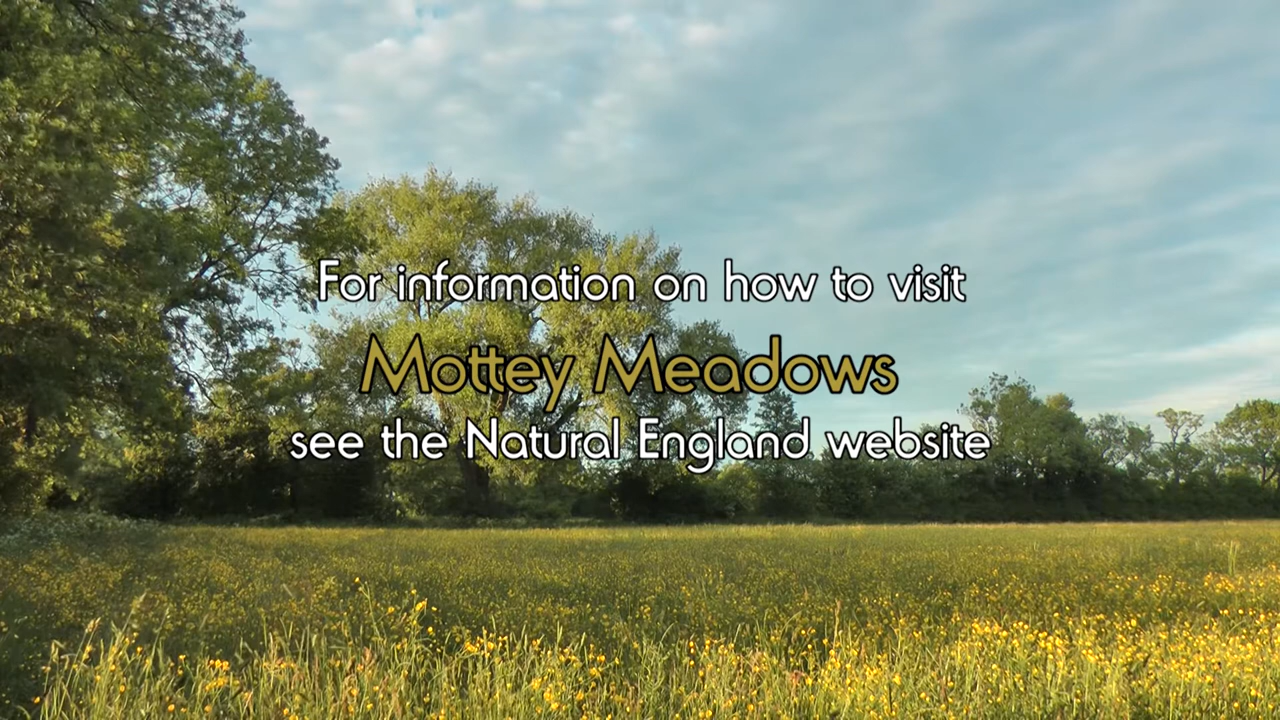 For information on how to visit
Mottey Meadows
see the Natural England website